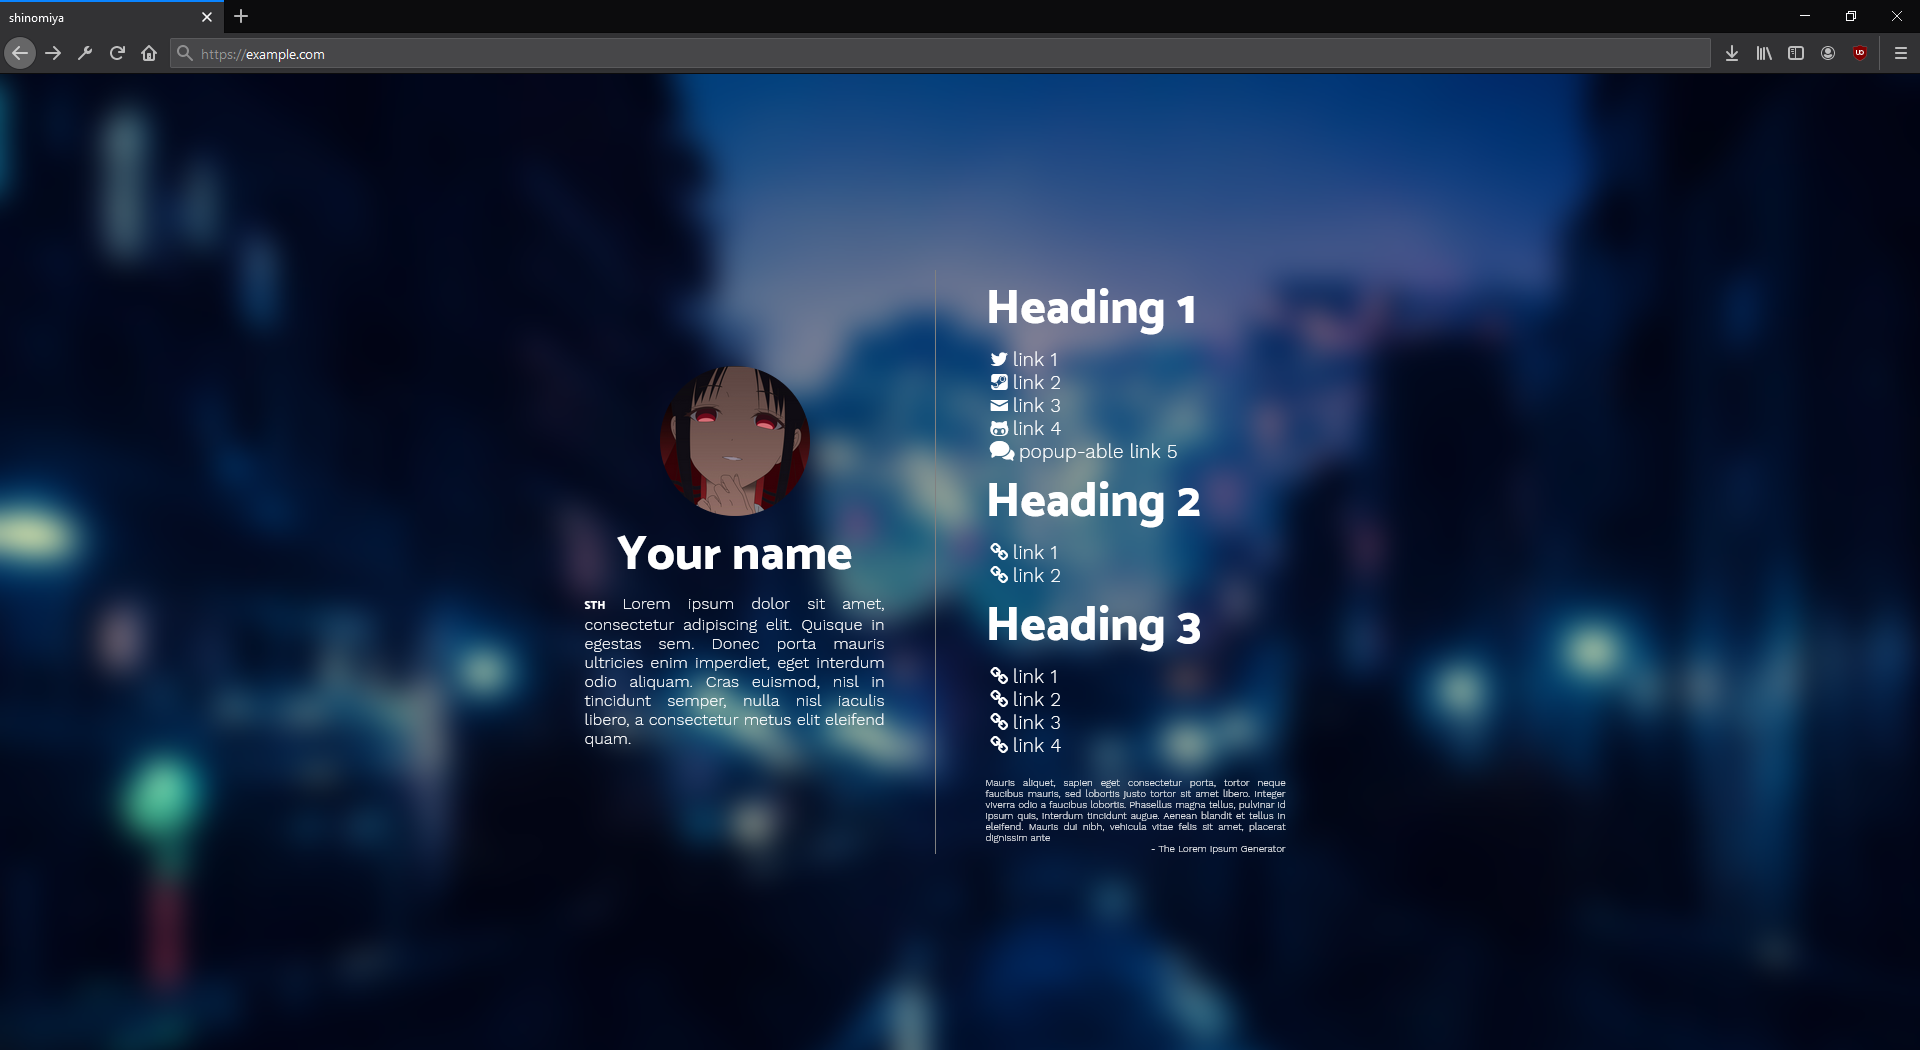 shinomiya
https://example.com
Your name
STH Lorem ipsum dolor sit amet,
consectetur adipiscing elit. Quisque in
egestas sem. Donec porta mauris
ultricies enim imperdiet, eget interdum
odio aliquam. Cras euismod, nisl in
tincidunt semper, nulla nisl iaculis
libero, a consectetur metus elit eleifend
quam.
Heading 1
link 1
link 2
link 3
link 4
popup-able link 5
Heading 2
link 1
link 2
Heading 3
link 1
link 2
link 3
link 4
Mauris aliquet, sapien eget consectetur porta, tortor neque
faucibus mauris, sed lobortis justo tortor sit amet libero. Integer
viverra odio a faucibus lobortis. Phasellus magna tellus, pulvinar id
ipsum quis, interdum tincidunt augue. Aenean blandit et tellus in
eleifend. Mauris dui nibh, vehicula vitae felis sit amet, placerat
dignissim ante
- The Lorem Ipsum Generator